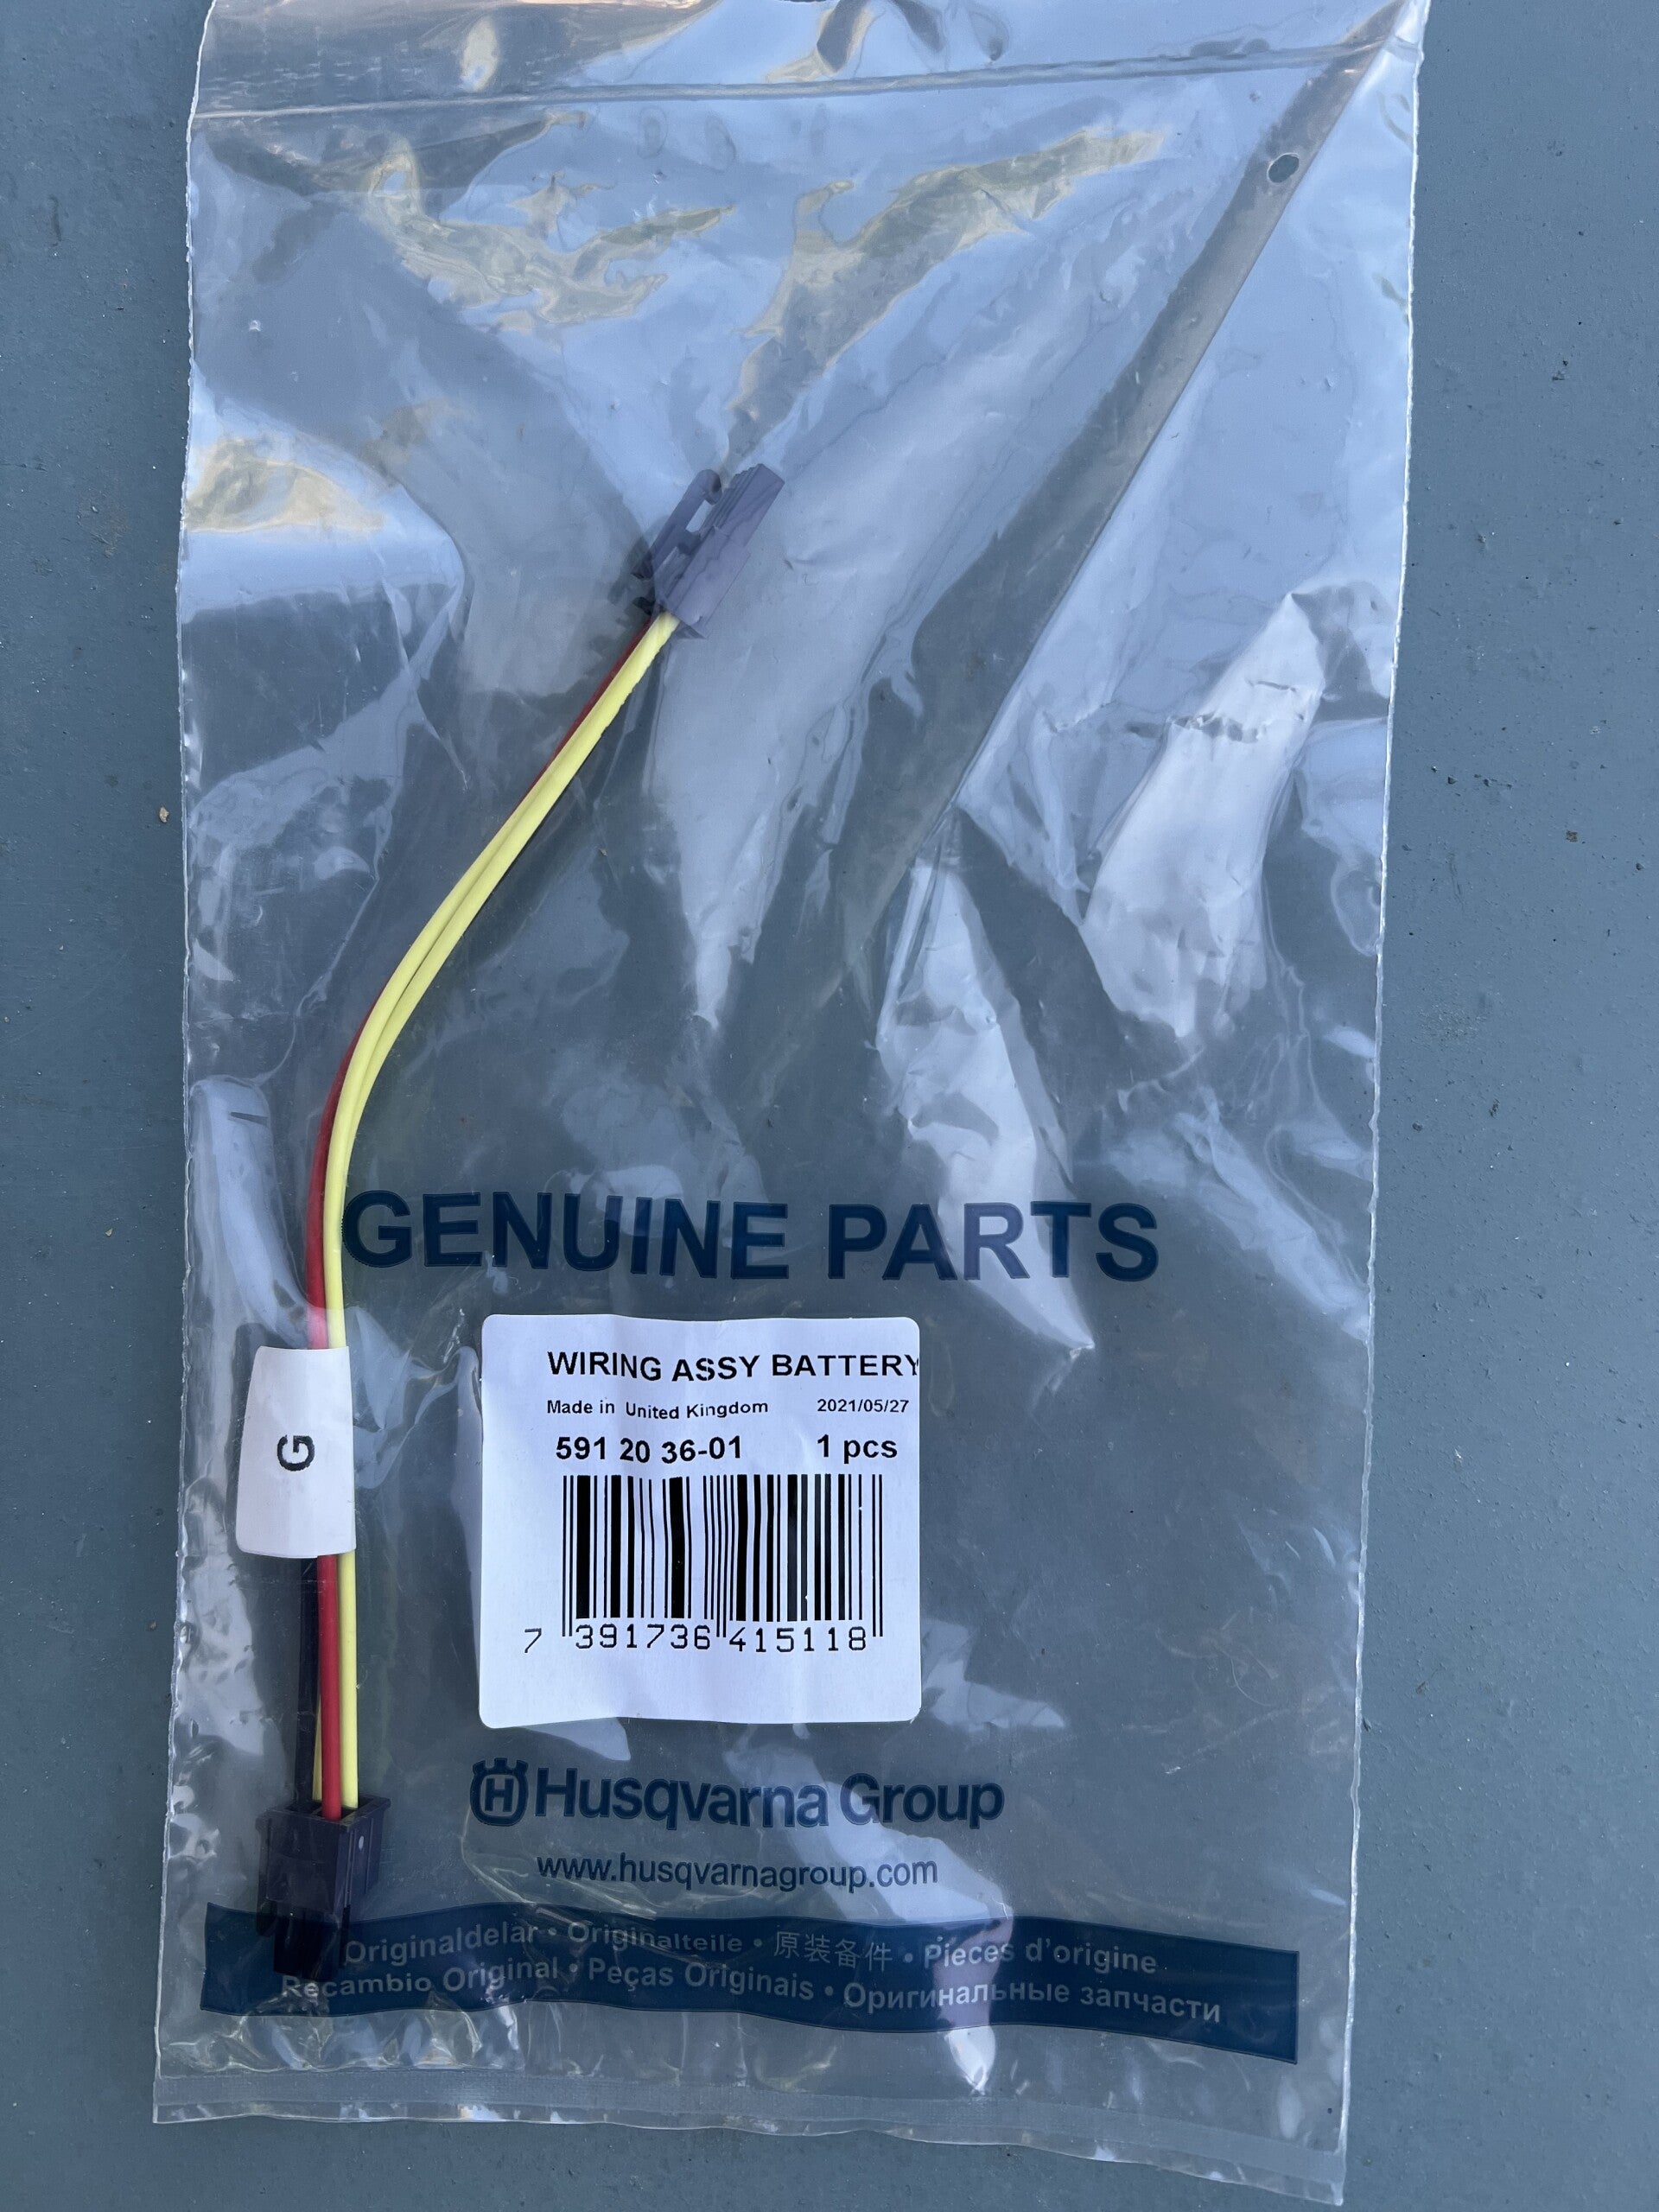 GENUINE PARTS
WIRING ASSY BATTERY
Made in United Kingdom 2021/05/27
591 20 36-01 1 pcs
G
7 391736 415118
H Husqvarna Group
www.husqvarnagroup.com
Originaldelar • Originalteile • 原装备件 • Pieces d'origine
Recambio Original • Peças Originais • Оригинальные запчасти